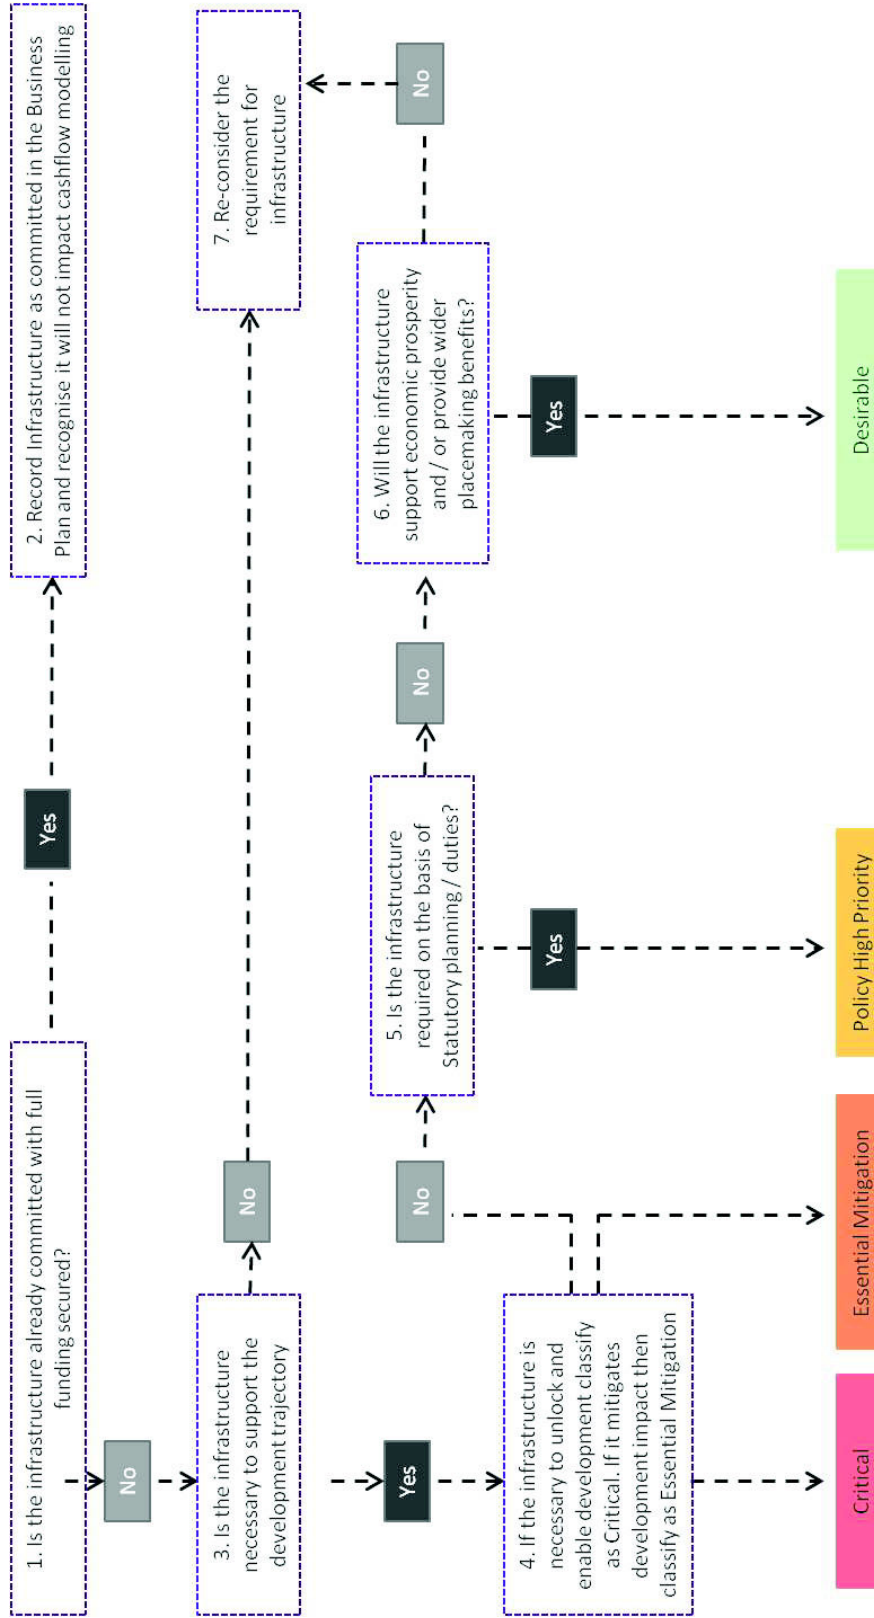 1. Is the infrastructure already committed with full
funding secured?
Yes
2. Record Infrastructure as committed in the Business
Plan and recognise it will not impact cashflow modelling
No
3. Is the infrastructure
necessary to support the
development trajectory
No
7. Re-consider the
requirement for
infrastructure
Yes
4. If the infrastructure is
necessary to unlock and
enable development classify
as Critical. If it mitigates
development impact then
classify as Essential Mitigation
No
5. Is the infrastructure
required on the basis of
Statutory planning / duties?
No
6. Will the infrastructure
support economic prosperity
and / or provide wider
placemaking benefits?
No
Yes
Yes
Critical
Essential Mitigation
Policy High Priority
Desirable